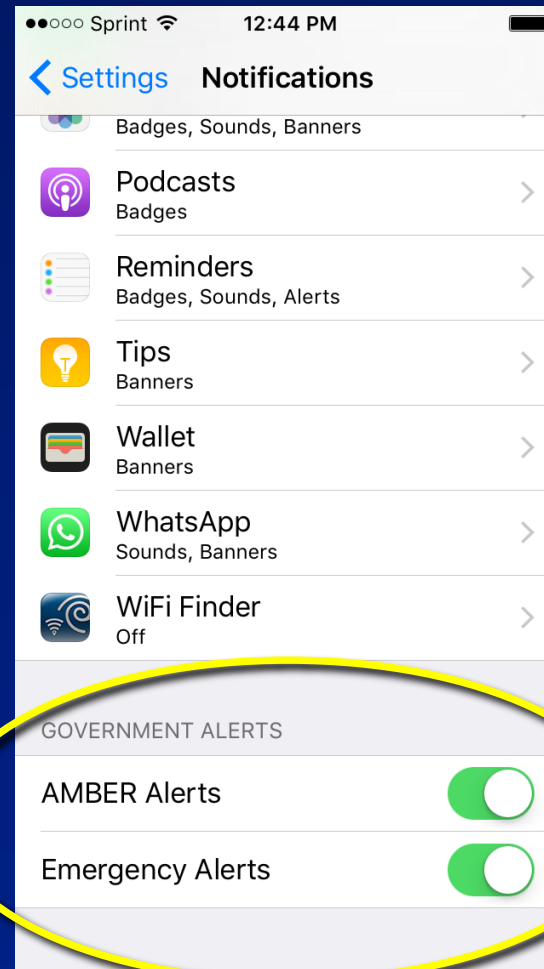 Sprint 12:44 PM
Settings Notifications
Badges, Sounds, Banners
Podcasts
Badges
Reminders
Badges, Sounds, Alerts
Tips
Banners
Wallet
Banners
WhatsApp
Sounds, Banners
WiFi Finder
Off
GOVERNMENT ALERTS
AMBER Alerts
Emergency Alerts